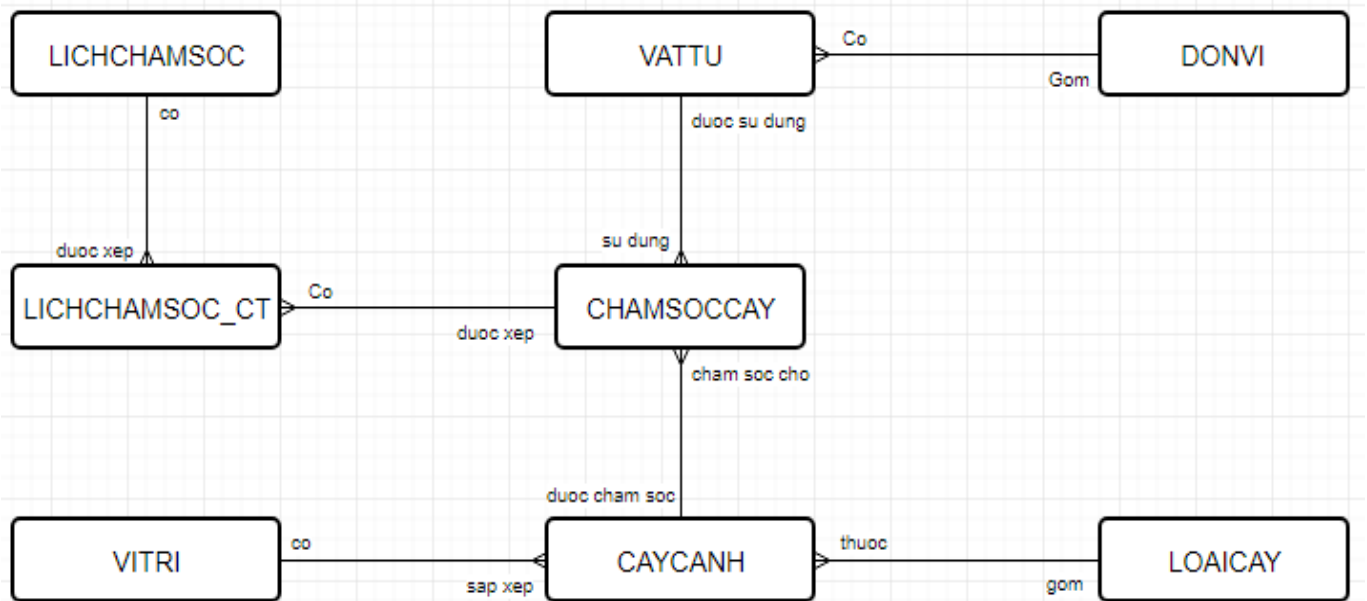 LICHCHAMSOC
VATTU
Co
DONVI
Gom
co
duoc su dung
duoc xep
su dung
LICHCHAMSOC_CT
Co
CHAMSOCCAY
duoc xep
cham soc cho
duoc cham soc
VITRI
co
sap xep
CAYCANH
thuoc
gom
LOAICAY